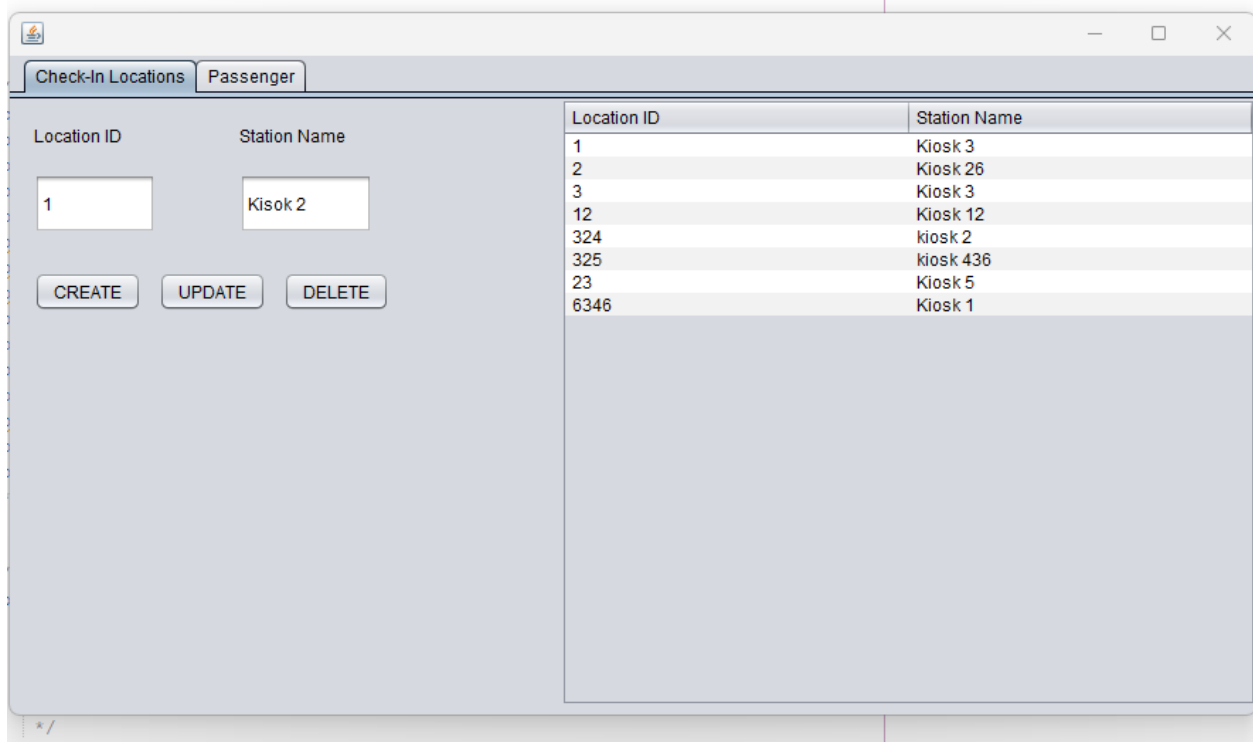 Check-In Locations Passenger
Location ID Station Name
1 Kisok 2
CREATE UPDATE DELETE
Location ID Station Name
1 Kiosk 3
2 Kiosk 26
3 Kiosk 3
12 Kiosk 12
324 kiosk 2
325 kiosk 436
23 Kiosk 5
6346 Kiosk 1
*/